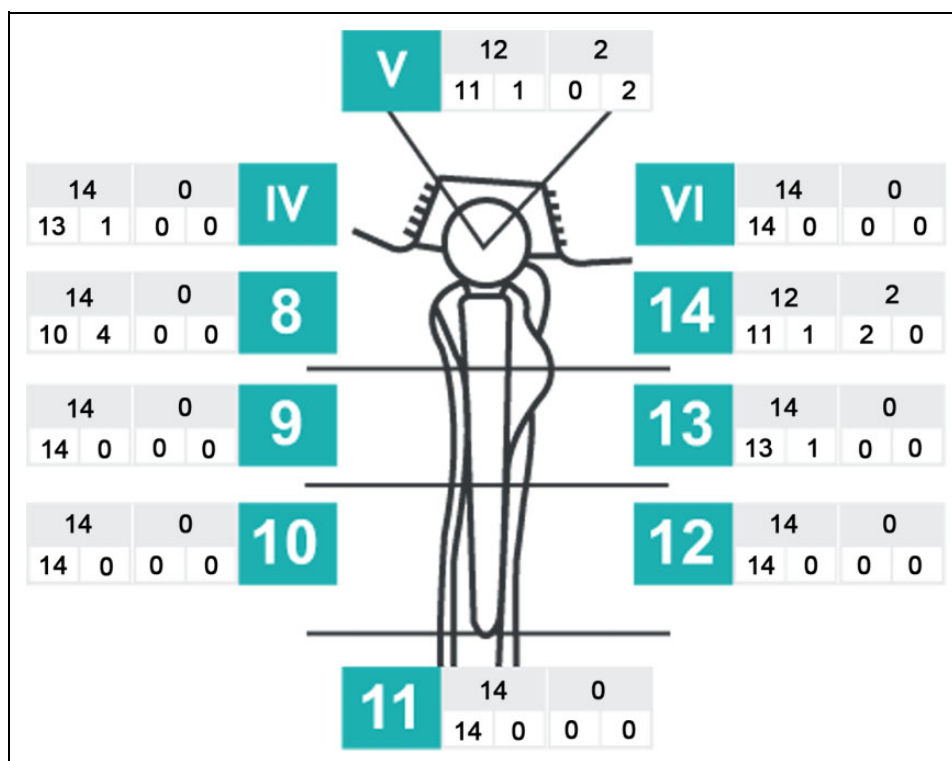 V 12 2
11 1 0 2
14 0 IV
13 1 0 0
VI 14 0
14 0 0 0
14 0 8
10 4 0 0
14 12 2
11 1 2 0
14 0 9
14 0 0 0
13 14 0
13 1 0 0
14 0 10
14 0 0 0
12 14 0
14 0 0 0
11 14 0
14 0 0 0